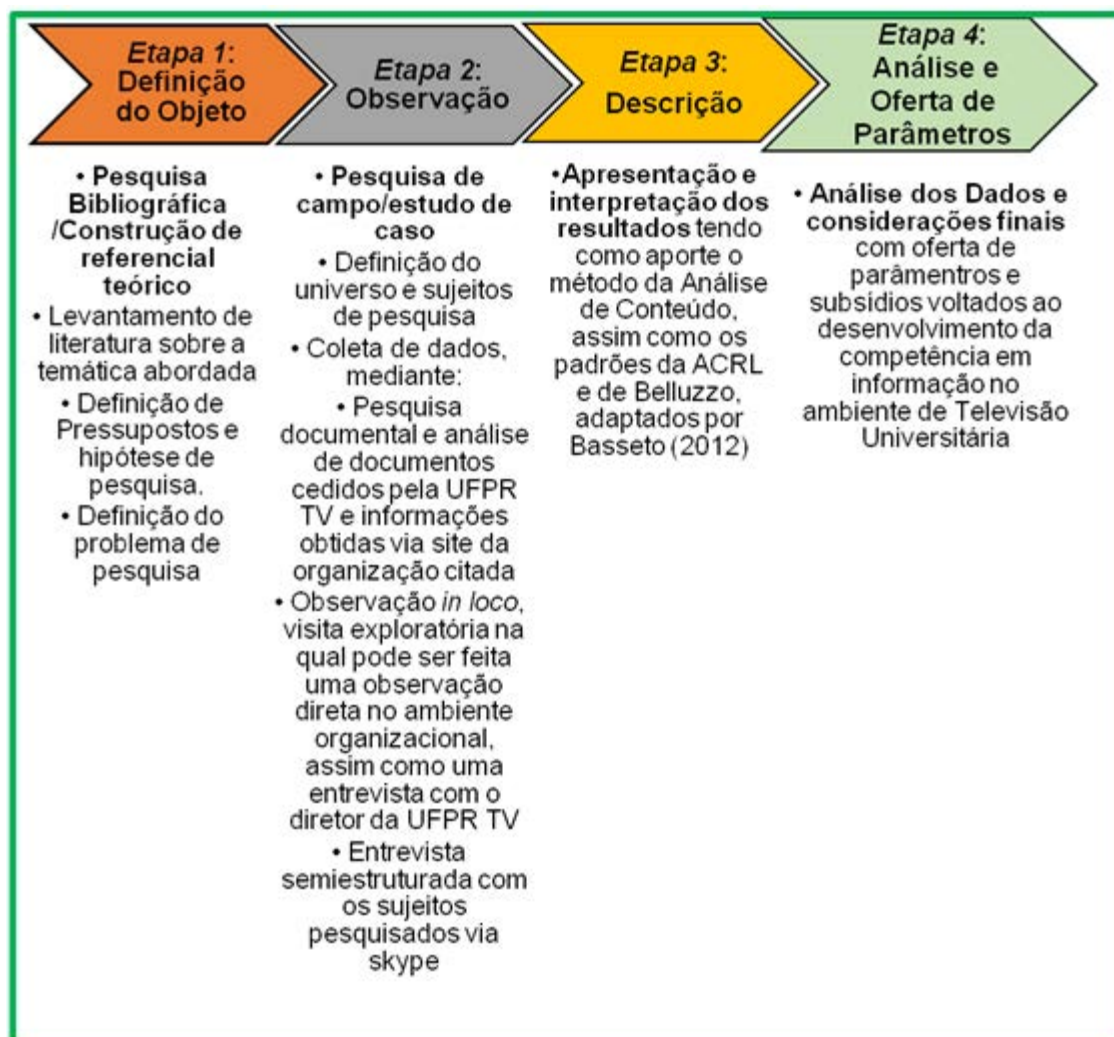 Etapa 1:
Definição
do Objeto
• Pesquisa
Bibliográfica
/Construção de
referencial
teórico
• Levantamento de
literatura sobre a
temática abordada
• Definição de
Pressupostos e
hipótese de
pesquisa.
• Definição do
problema de
pesquisa
Etapa 2:
Observação
• Pesquisa de
campo/estudo de
caso
• Definição do
universo e sujeitos
de pesquisa
• Coleta de dados,
mediante:
• Pesquisa
documental e análise
de documentos
cedidos pela UFPR
TV e informações
obtidas via site da
organização citada
• Observação in loco,
visita exploratória na
qual pode ser feita
uma observação
direta no ambiente
organizacional,
assim como uma
entrevista com o
diretor da UFPR TV
• Entrevista
semiestruturada com
os sujeitos
pesquisados via
skype
Etapa 3:
Descrição
•Apresentação e
interpretação dos
resultados tendo
como aporte o
método da Análise
de Conteúdo,
assim como os
padrões da ACRL
e de Belluzzo,
adaptados por
Basseto (2012)
Etapa 4:
Análise e
Oferta de
Parâmetros
• Análise dos Dados e
considerações finais
com oferta de
parâmentros e
subsídios voltados ao
desenvolvimento da
competência em
informação no
ambiente de Televisão
Universitária